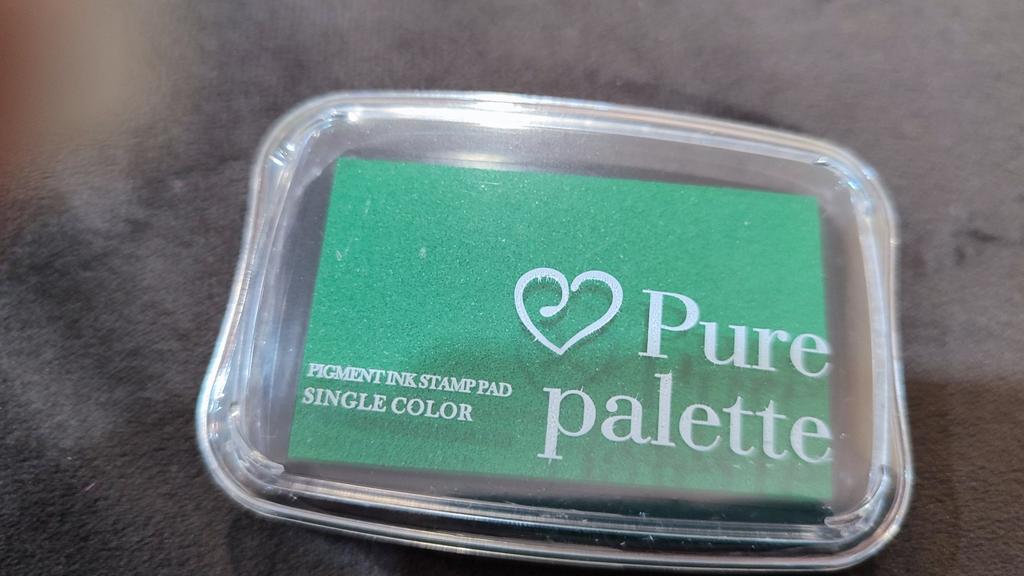 Pure
palette
PIGMENT INK STAMP PAD
SINGLE COLOR